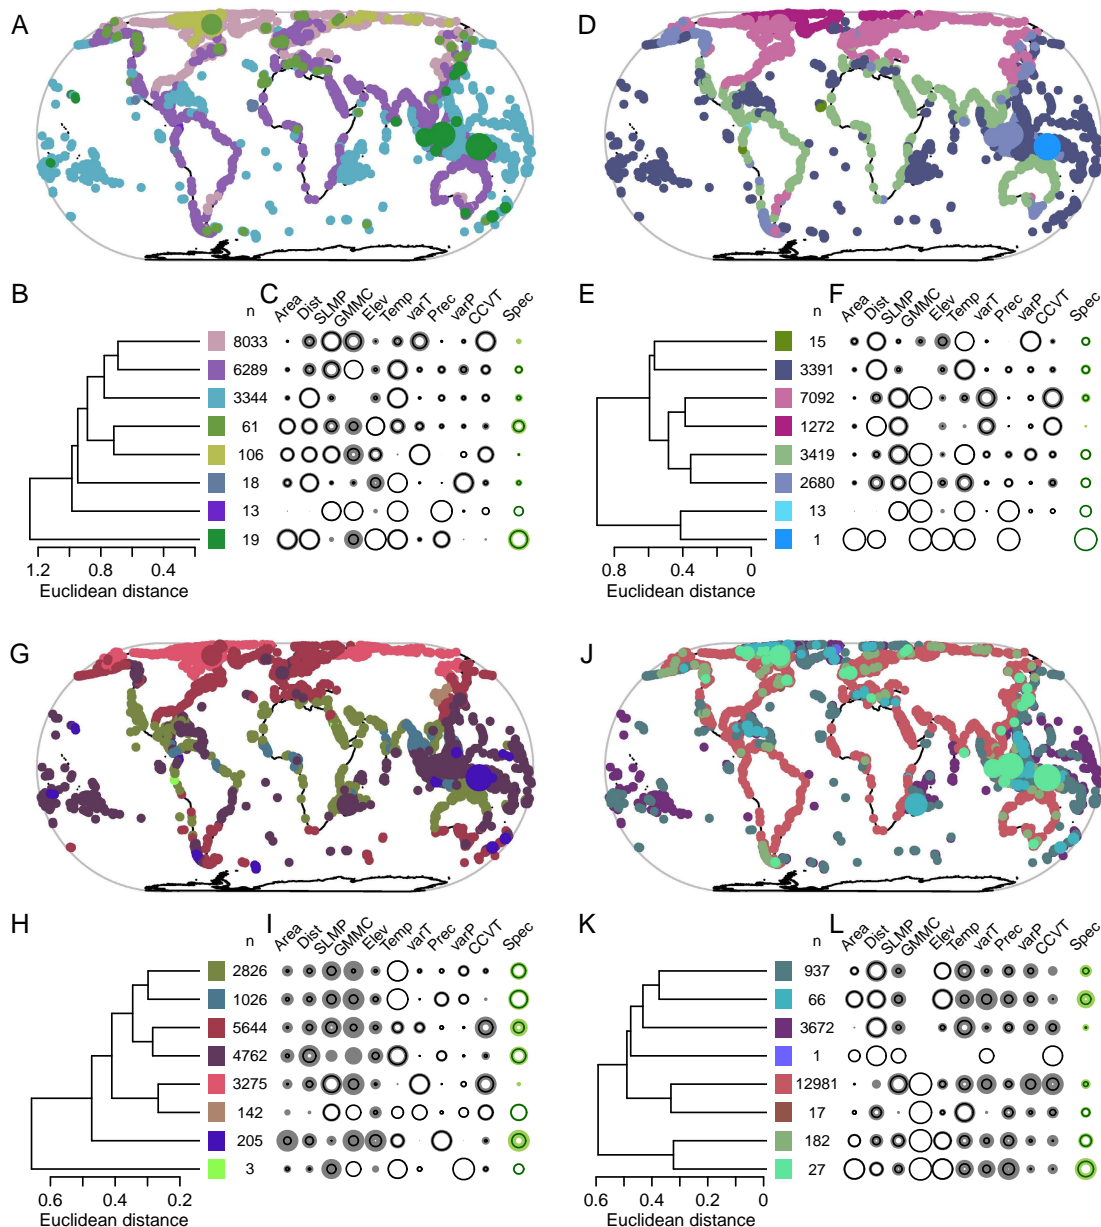 A
D
B
n
C
Area
Dist
SLMP
GMMC
Elev
Temp
varT
Prec
varP
CCVT
Spec
8033
6289
3344
61
106
18
13
19
1.2
0.8
0.4
Euclidean distance
E
n
F
Area
Dist
SLMP
GMMC
Elev
Temp
varT
Prec
varP
CCVT
Spec
15
3391
7092
1272
3419
2680
13
1
0.8
0.4
0
Euclidean distance
G
J
H
n
I
Area
Dist
SLMP
GMMC
Elev
Temp
varT
Prec
varP
CCVT
Spec
2826
1026
5644
4762
3275
142
205
3
0.6
0.4
0.2
Euclidean distance
K
n
L
Area
Dist
SLMP
GMMC
Elev
Temp
varT
Prec
varP
CCVT
Spec
937
66
3672
1
12981
17
182
27
0.6
0.4
0.2
0
Euclidean distance